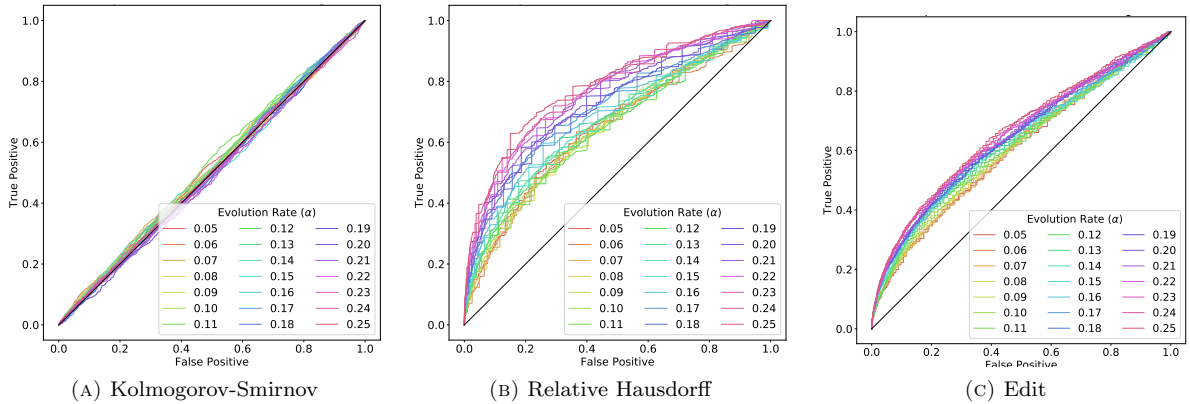 True Positive
1.0
0.8
0.6
0.4
0.2
0.0
Evolution Rate (α)
0.05 0.12 0.19
0.06 0.13 0.20
0.07 0.14 0.21
0.08 0.15 0.22
0.09 0.16 0.23
0.10 0.17 0.24
0.11 0.18 0.25
0.0 0.2 0.4 0.6 0.8 1.0
False Positive
(A) Kolmogorov-Smirnov
True Positive
1.0
0.8
0.6
0.4
0.2
0.0
Evolution Rate (α)
0.05 0.12 0.19
0.06 0.13 0.20
0.07 0.14 0.21
0.08 0.15 0.22
0.09 0.16 0.23
0.10 0.17 0.24
0.11 0.18 0.25
0.0 0.2 0.4 0.6 0.8 1.0
False Positive
(B) Relative Hausdorff
True Positive
1.0
0.8
0.6
0.4
0.2
0.0
Evolution Rate (α)
0.05 0.12 0.19
0.06 0.13 0.20
0.07 0.14 0.21
0.08 0.15 0.22
0.09 0.16 0.23
0.10 0.17 0.24
0.11 0.18 0.25
0.0 0.2 0.4 0.6 0.8 1.0
False Positive
(C) Edit